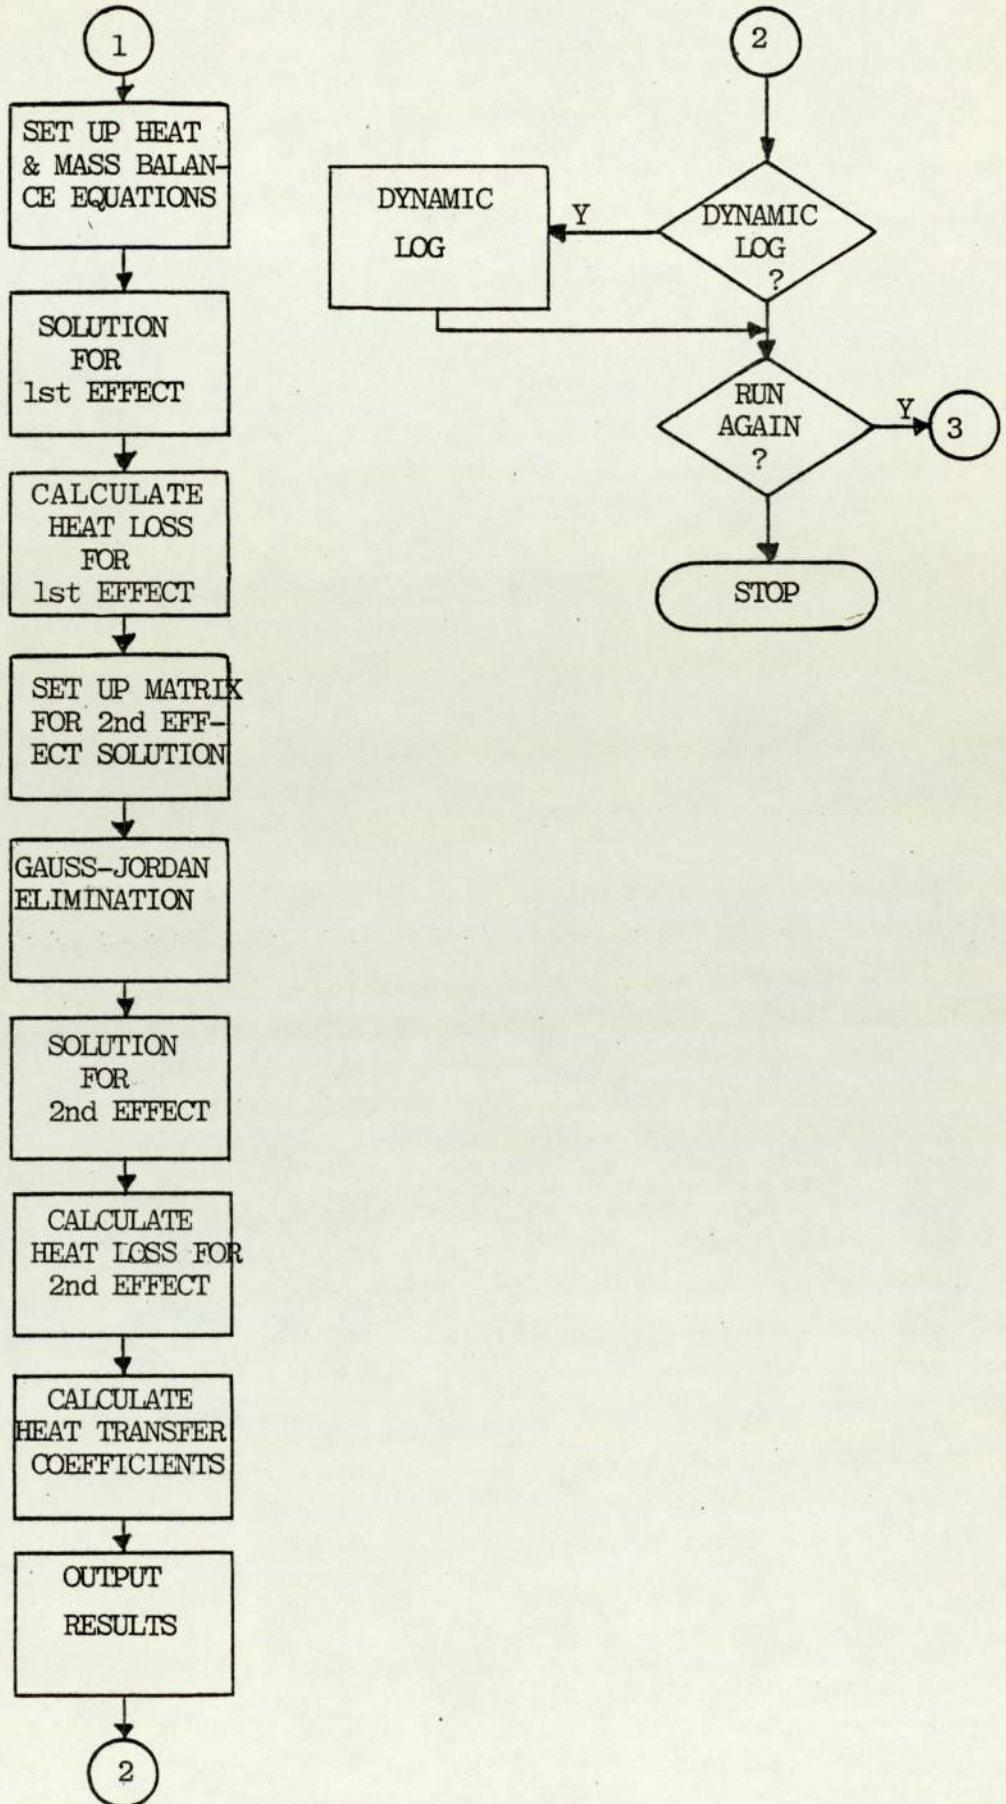 1
SET UP HEAT
& MASS BALAN-
CE EQUATIONS
SOLUTION
FOR
1st EFFECT
CALCULATE
HEAT LOSS
FOR
1st EFFECT
SET UP MATRIX
FOR 2nd EFF-
ECT SOLUTION
GAUSS-JORDAN
ELIMINATION
SOLUTION
FOR
2nd EFFECT
CALCULATE
HEAT LOSS FOR
2nd EFFECT
CALCULATE
HEAT TRANSFER
COEFFICIENTS
OUTPUT
RESULTS
2
2
DYNAMIC
LOG
?
Y
DYNAMIC
LOG
RUN
AGAIN
?
Y
3
STOP